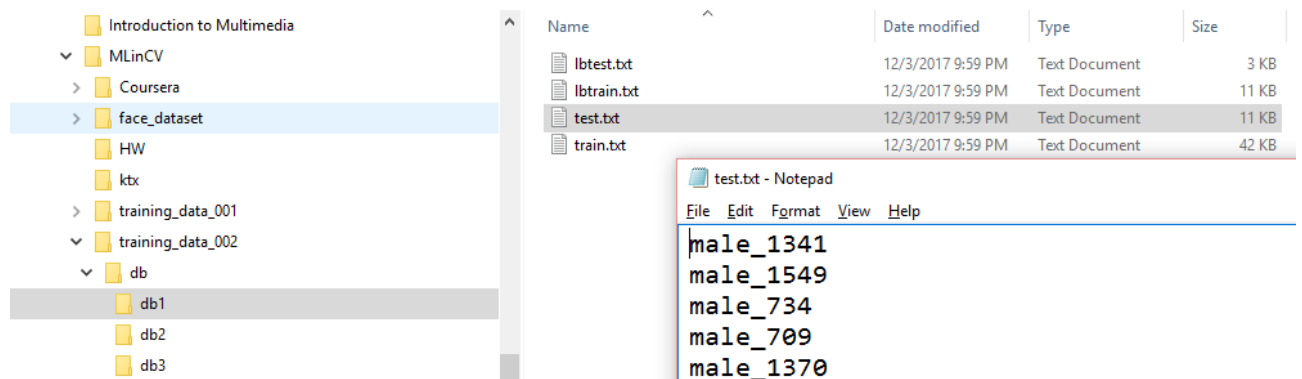 Introduction to Multimedia
MLinCV
Coursera
face_dataset
HW
ktx
training_data_001
training_data_002
db
db1
db2
db3
Name Date modified Type Size
lbtest.txt 12/3/2017 9:59 PM Text Document 3 KB
lbtrain.txt 12/3/2017 9:59 PM Text Document 11 KB
test.txt 12/3/2017 9:59 PM Text Document 11 KB
train.txt 12/3/2017 9:59 PM Text Document 42 KB
test.txt - Notepad
File Edit Format View Help
male_1341
male_1549
male_734
male_709
male_1370